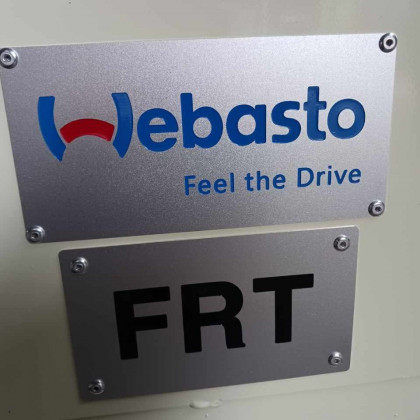 Webasto
Feel the Drive
FRT